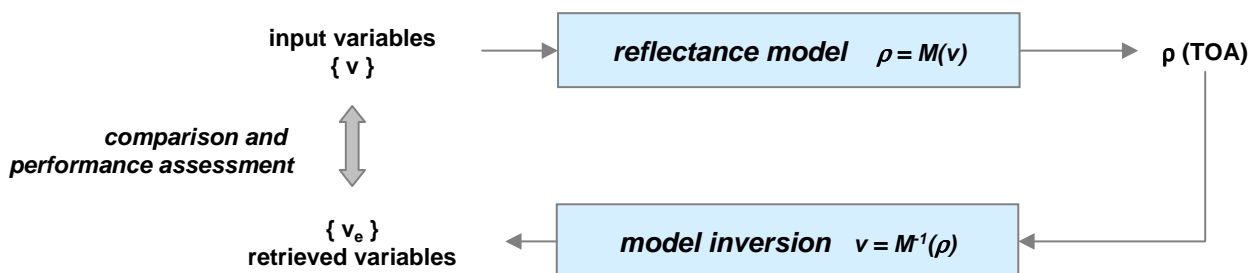 input variables
{ v }
reflectance model ρ = M(v)
ρ (TOA)
comparison and
performance assessment
{ vₑ }
retrieved variables
model inversion v = M⁻¹(ρ)